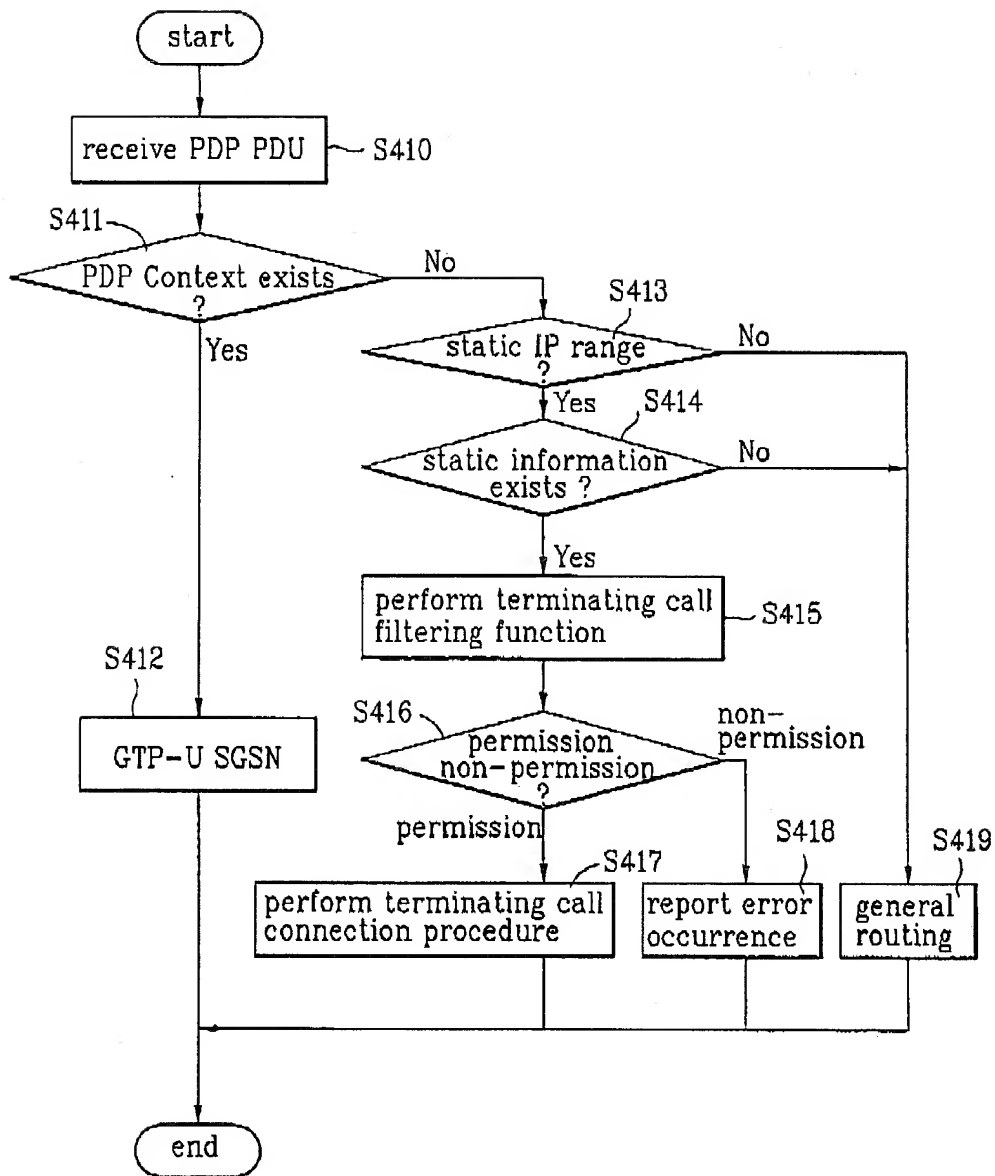 start
receive PDP PDU
S410
S411
PDP Context exists
?
No
Yes
S413
static IP range
?
No
Yes
S414
static information
exists ?
No
Yes
perform terminating call
filtering function
S415
S412
GTP-U SGSN
S416
permission
non-permission
?
non-
permission
permission
S417
perform terminating call
connection procedure
S418
report error
occurrence
S419
general
routing
end